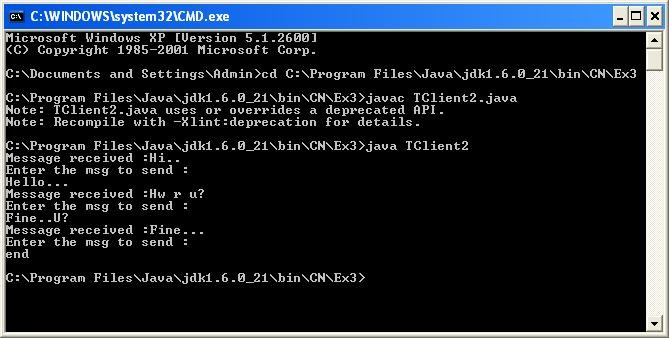 C:\WINDOWS\system32\CMD.exe
Microsoft Windows XP [Version 5.1.2600]
(C) Copyright 1985-2001 Microsoft Corp.
C:\Documents and Settings\Admin>cd C:\Program Files\Java\jdk1.6.0_21\bin\CN\Ex3
C:\Program Files\Java\jdk1.6.0_21\bin\CN\Ex3>javac TClient2.java
Note: TClient2.java uses or overrides a deprecated API.
Note: Recompile with -Xlint:deprecation for details.
C:\Program Files\Java\jdk1.6.0_21\bin\CN\Ex3>java TClient2
Message received :Hi..
Enter the msg to send :
Hello...
Message received :Hw r u?
Enter the msg to send :
Fine..U?
Message received :Fine...
Enter the msg to send :
end
C:\Program Files\Java\jdk1.6.0_21\bin\CN\Ex3>